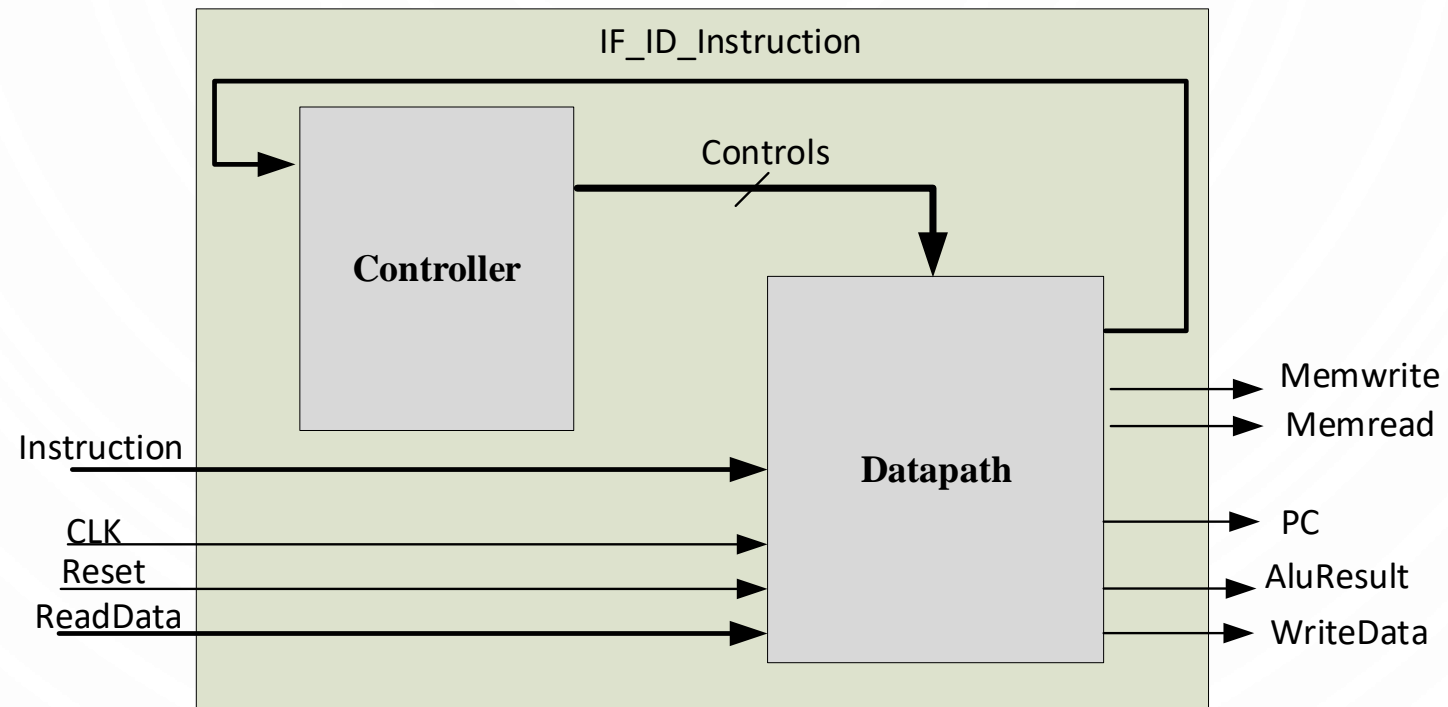 IF_ID_Instruction
Controls
Controller
Memwrite
Memread
Instruction
Datapath
PC
CLK
Reset
AluResult
ReadData
WriteData